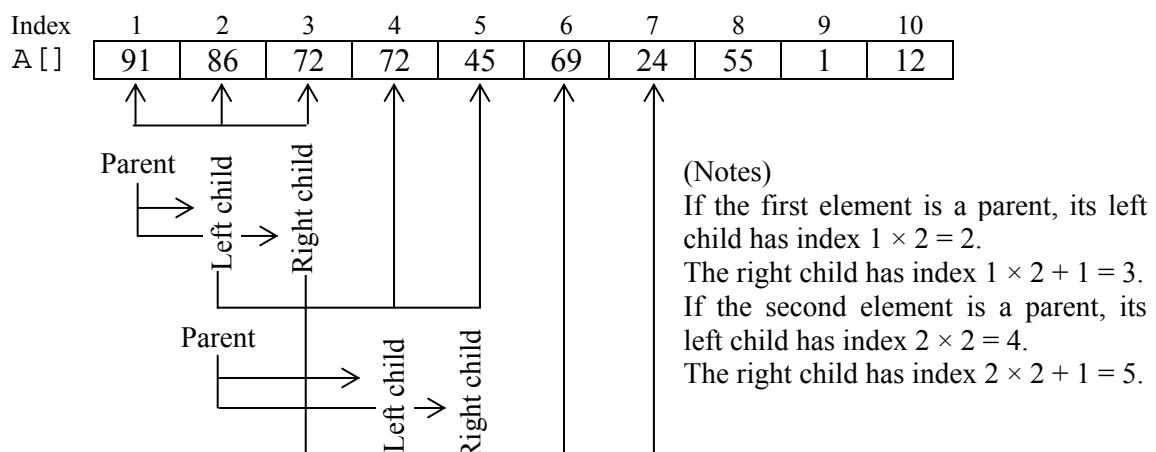 Index 1 2 3 4 5 6 7 8 9 10
A[] 91 86 72 72 45 69 24 55 1 12
Parent
Left child
Right child
(Notes)
If the first element is a parent, its left
child has index 1 × 2 = 2.
The right child has index 1 × 2 + 1 = 3.
If the second element is a parent, its
left child has index 2 × 2 = 4.
The right child has index 2 × 2 + 1 = 5.
Parent
Left child
Right child